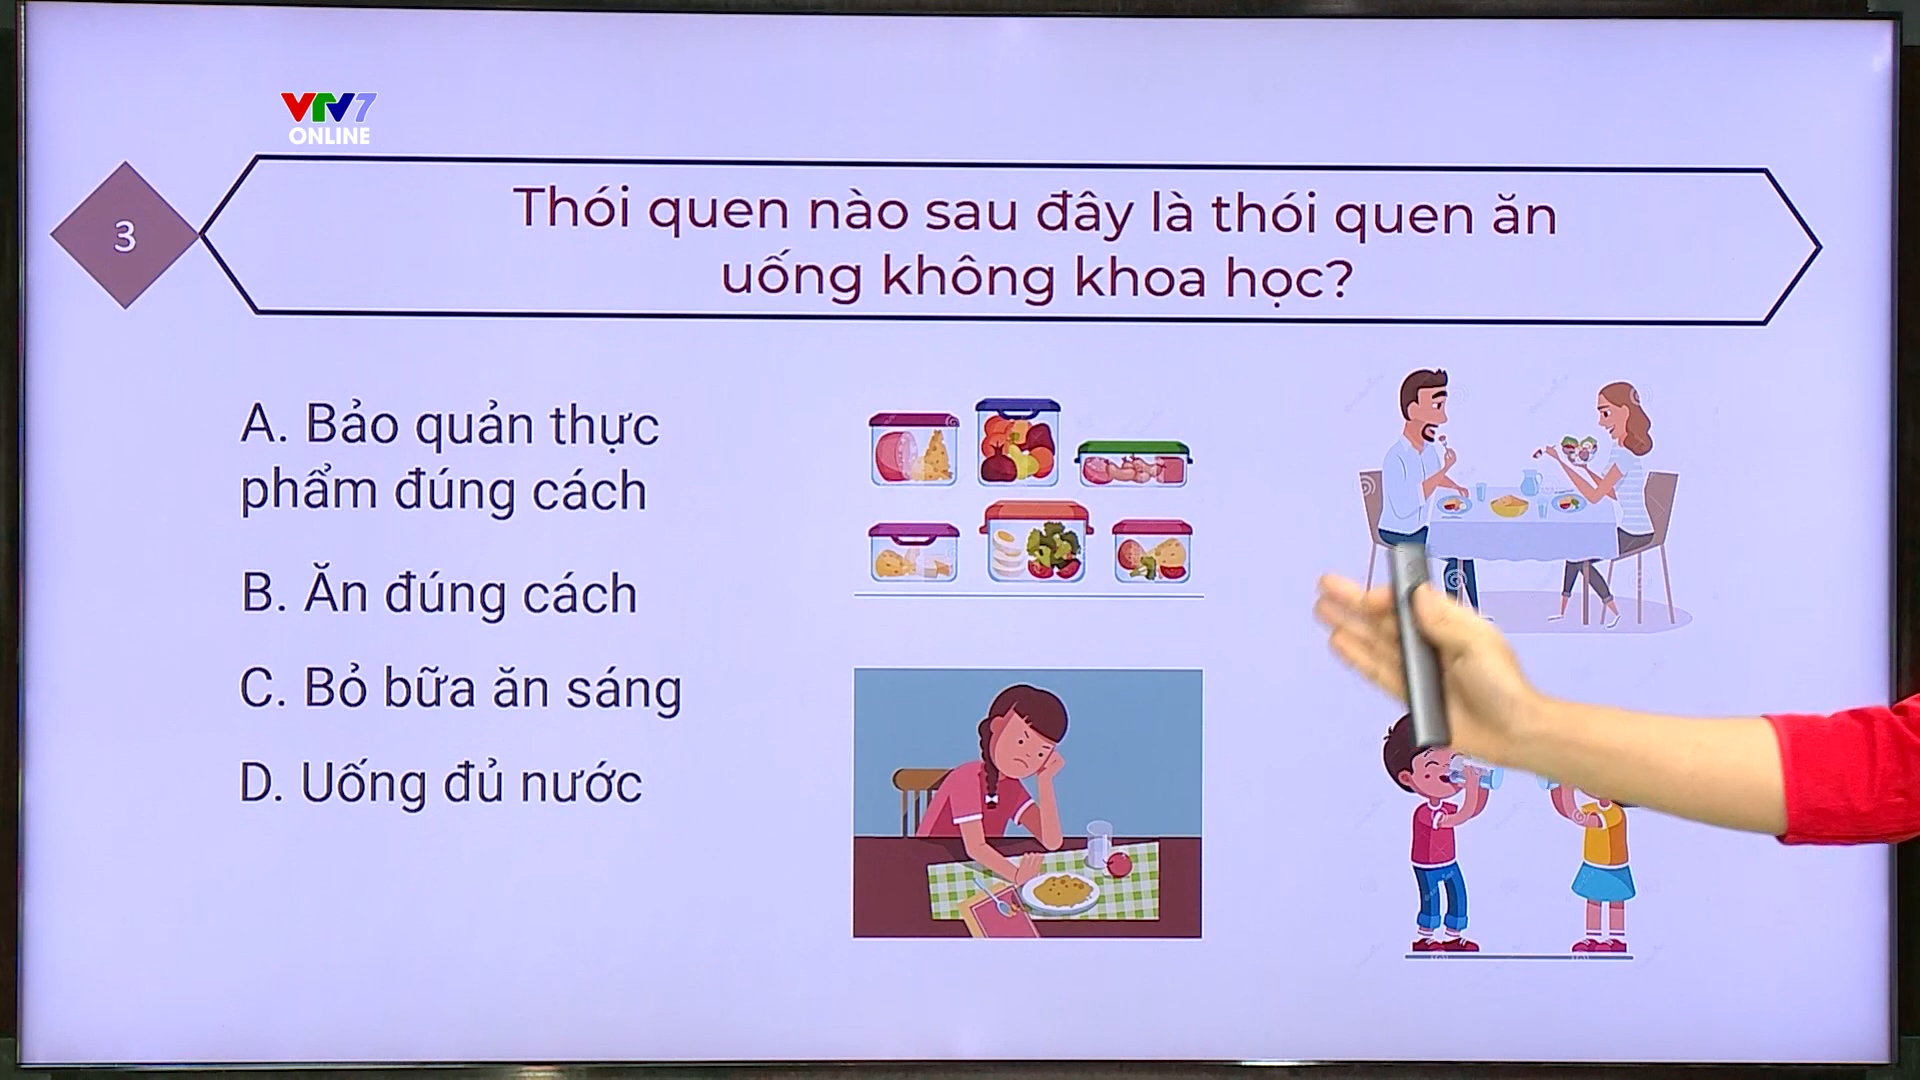 VTV7
ONLINE
3
Thói quen nào sau đây là thói quen ăn
uống không khoa học?
A. Bảo quản thực
phẩm đúng cách
B. Ăn đúng cách
C. Bỏ bữa ăn sáng
D. Uống đủ nước